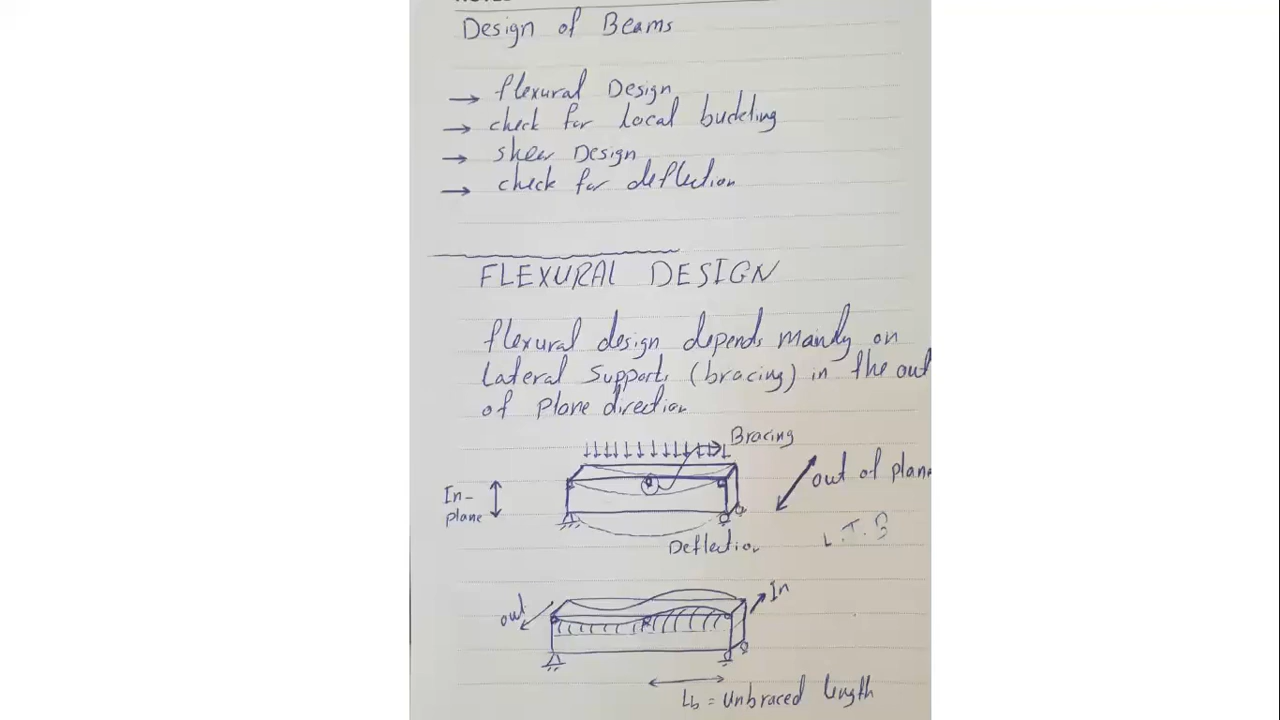 Design of Beams
→ flexural Design
→ check for Local buckling
→ shear Design
→ check for deflection
FLEXURAL DESIGN
flexural design depends mainly on
Lateral Supports (bracing) in the out
of plane direction
Bracing
out of plane
In-
plane
L.T.B
Deflection
In
out
Lb = Unbraced length